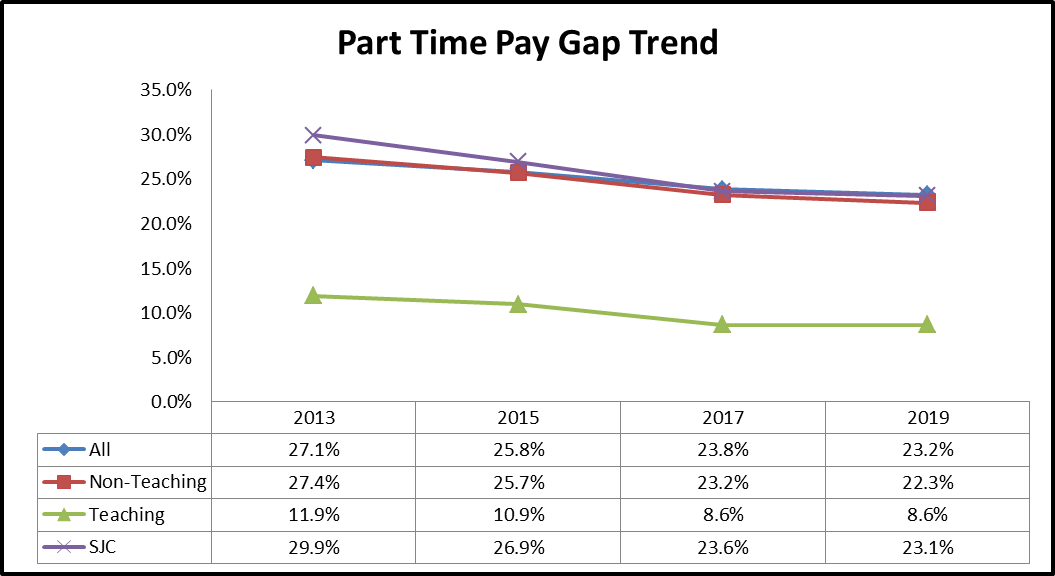 Part Time Pay Gap Trend
35.0%
30.0%
25.0%
20.0%
15.0%
10.0%
5.0%
0.0%
2013 2015 2017 2019
All 27.1% 25.8% 23.8% 23.2%
Non-Teaching 27.4% 25.7% 23.2% 22.3%
Teaching 11.9% 10.9% 8.6% 8.6%
SJC 29.9% 26.9% 23.6% 23.1%